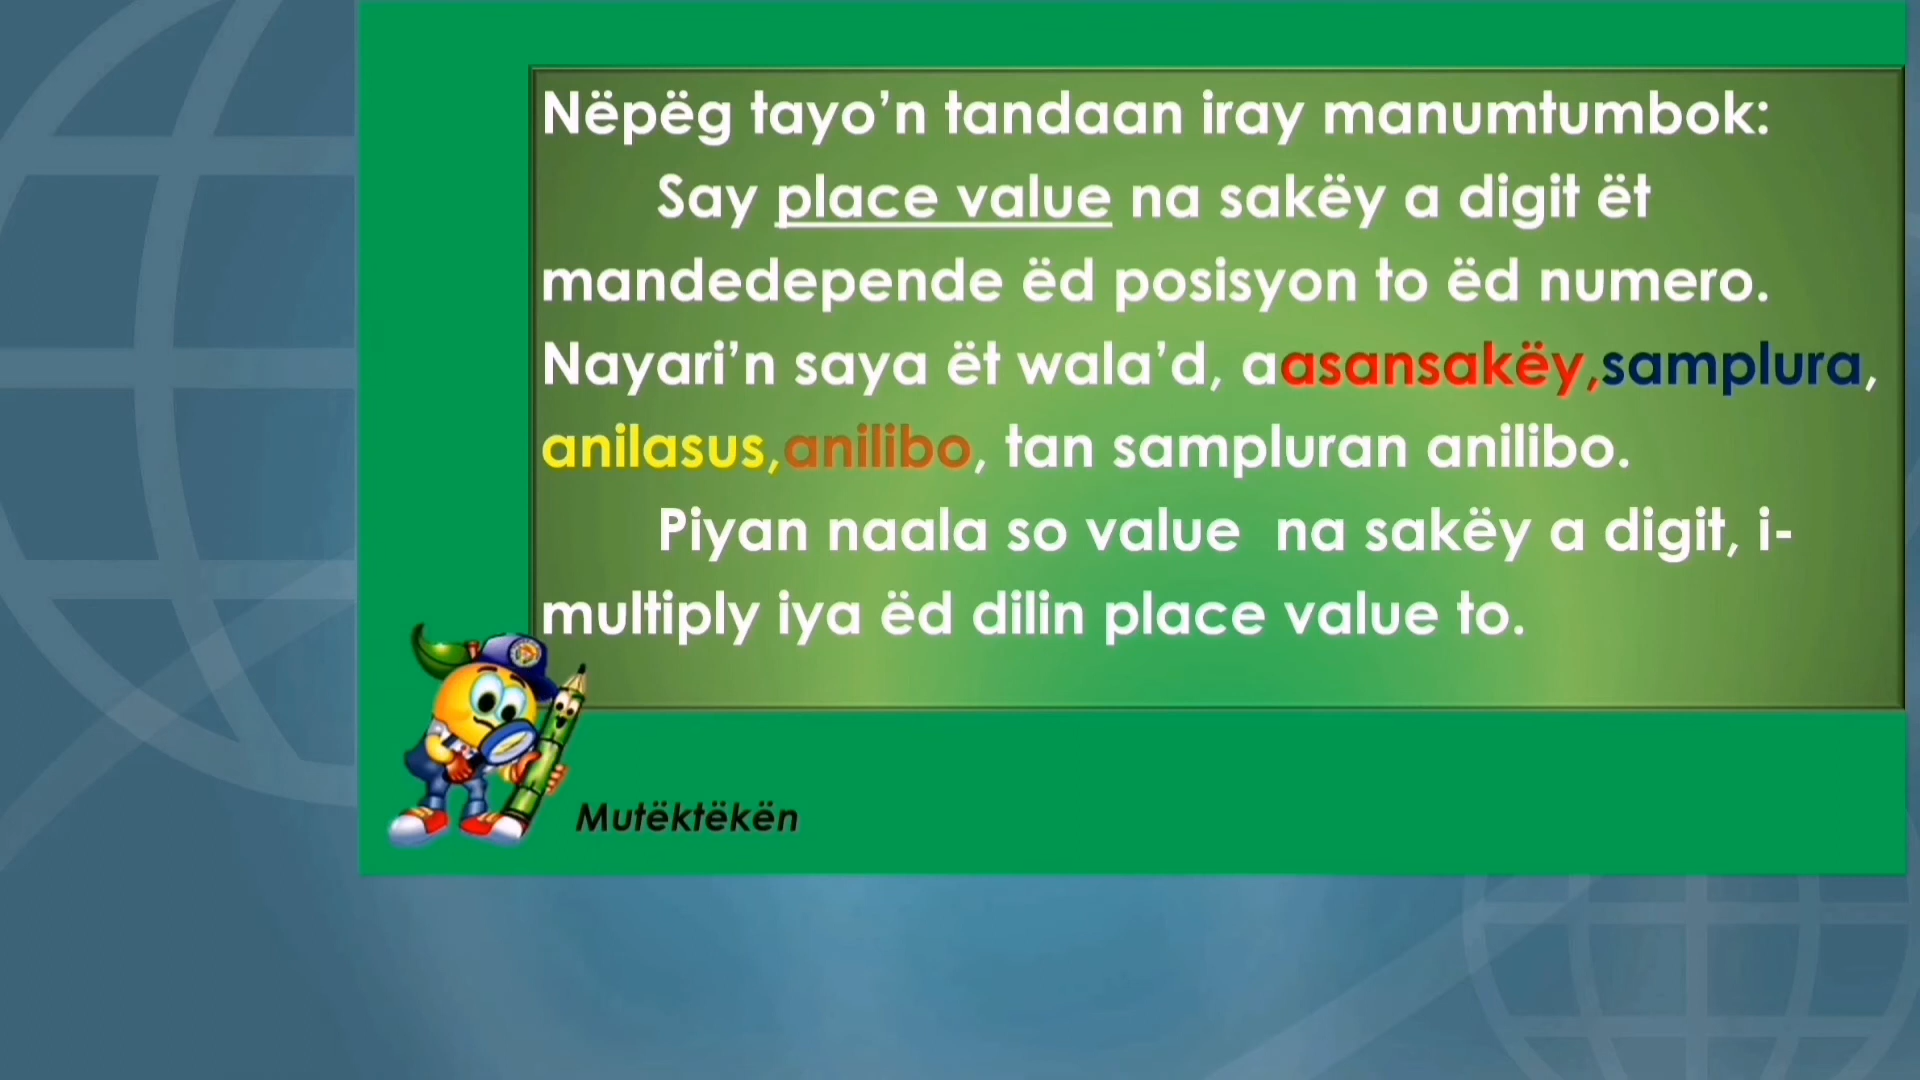 Nëpëg tayo’n tandaan iray manumtumbok:
Say place value na sakëy a digit ët
mandedepende ëd posisyon to ëd numero.
Nayari’n saya ët wala’d, aasansakëy,samplura,
anilasus,anilibo, tan sampluran anilibo.
Piyan naala so value na sakëy a digit, i-
multiply iya ëd dilin place value to.
Mutëktëkën